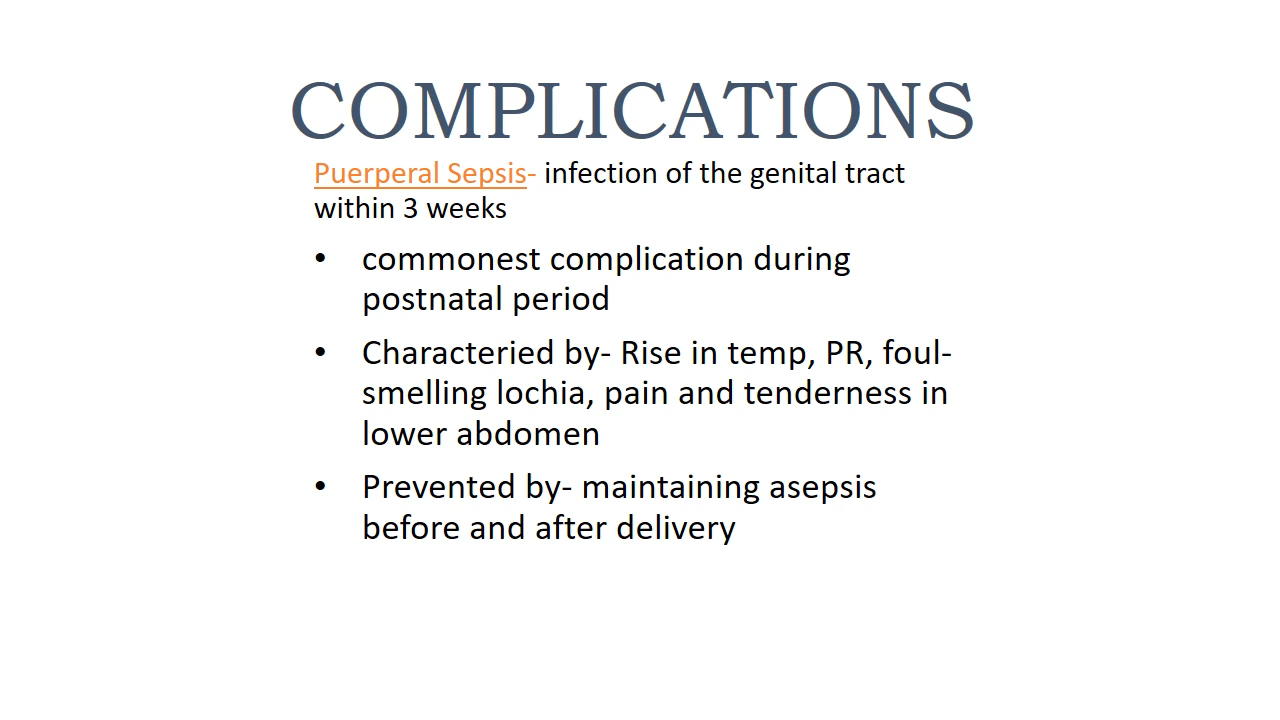 COMPLICATIONS
Puerperal Sepsis- infection of the genital tract
within 3 weeks
• commonest complication during
postnatal period
• Characteried by- Rise in temp, PR, foul-
smelling lochia, pain and tenderness in
lower abdomen
• Prevented by- maintaining asepsis
before and after delivery